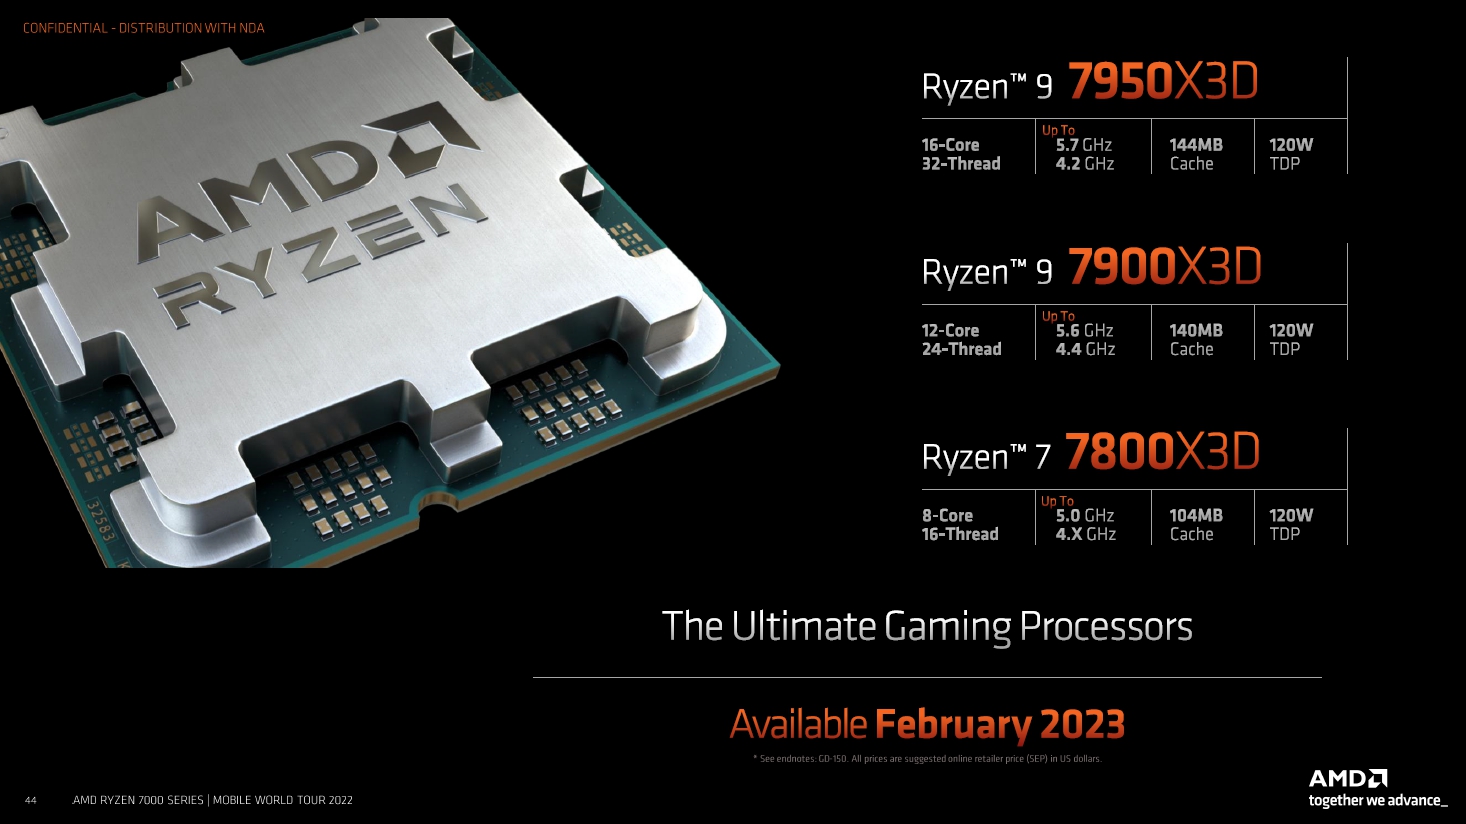 CONFIDENTIAL - DISTRIBUTION WITH NDA
AMD
RYZEN
32583
Ryzen™ 9 7950X3D
16-Core
32-Thread
Up To
5.7 GHz
4.2 GHz
144MB
Cache
120W
TDP
Ryzen™ 9 7900X3D
12-Core
24-Thread
Up To
5.6 GHz
4.4 GHz
140MB
Cache
120W
TDP
Ryzen™ 7 7800X3D
8-Core
16-Thread
Up To
5.0 GHz
4.X GHz
104MB
Cache
120W
TDP
The Ultimate Gaming Processors
Available February 2023
* See endnotes: GD-150. All prices are suggested online retailer price (SEP) in US dollars.
44
.AMD RYZEN 7000 SERIES | MOBILE WORLD TOUR 2022
AMD
together we advance_